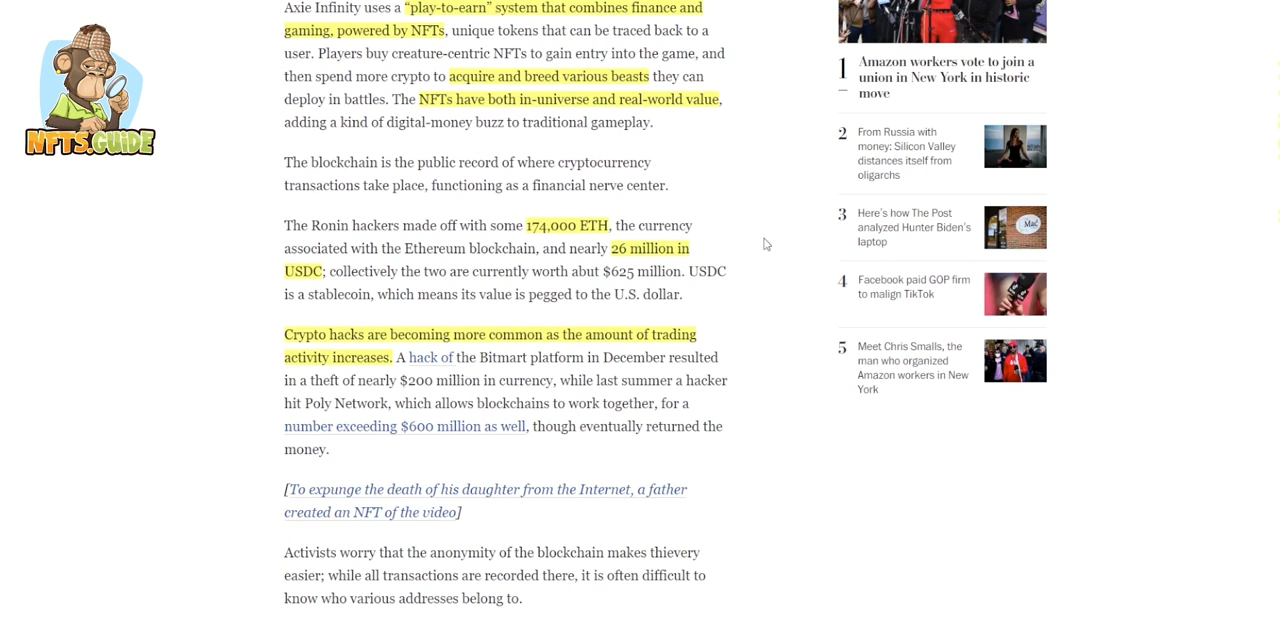 Axie Infinity uses a “play-to-earn” system that combines finance and
gaming, powered by NFTs, unique tokens that can be traced back to a
user. Players buy creature-centric NFTs to gain entry into the game, and
then spend more crypto to acquire and breed various beasts they can
deploy in battles. The NFTs have both in-universe and real-world value,
adding a kind of digital-money buzz to traditional gameplay.
The blockchain is the public record of where cryptocurrency
transactions take place, functioning as a financial nerve center.
The Ronin hackers made off with some 174,000 ETH, the currency
associated with the Ethereum blockchain, and nearly 26 million in
USDC; collectively the two are currently worth abut $625 million. USDC
is a stablecoin, which means its value is pegged to the U.S. dollar.
Crypto hacks are becoming more common as the amount of trading
activity increases. A hack of the Bitmart platform in December resulted
in a theft of nearly $200 million in currency, while last summer a hacker
hit Poly Network, which allows blockchains to work together, for a
number exceeding $600 million as well, though eventually returned the
money.
[To expunge the death of his daughter from the Internet, a father
created an NFT of the video]
Activists worry that the anonymity of the blockchain makes thievery
easier; while all transactions are recorded there, it is often difficult to
know who various addresses belong to.
NFTS.GUIDE
1 Amazon workers vote to join a
union in New York in historic
move
2 From Russia with
money: Silicon Valley
distances itself from
oligarchs
3 Here’s how The Post
analyzed Hunter Biden’s
laptop
Mac
4 Facebook paid GOP firm
to malign TikTok
5 Meet Chris Smalls, the
man who organized
Amazon workers in New
York